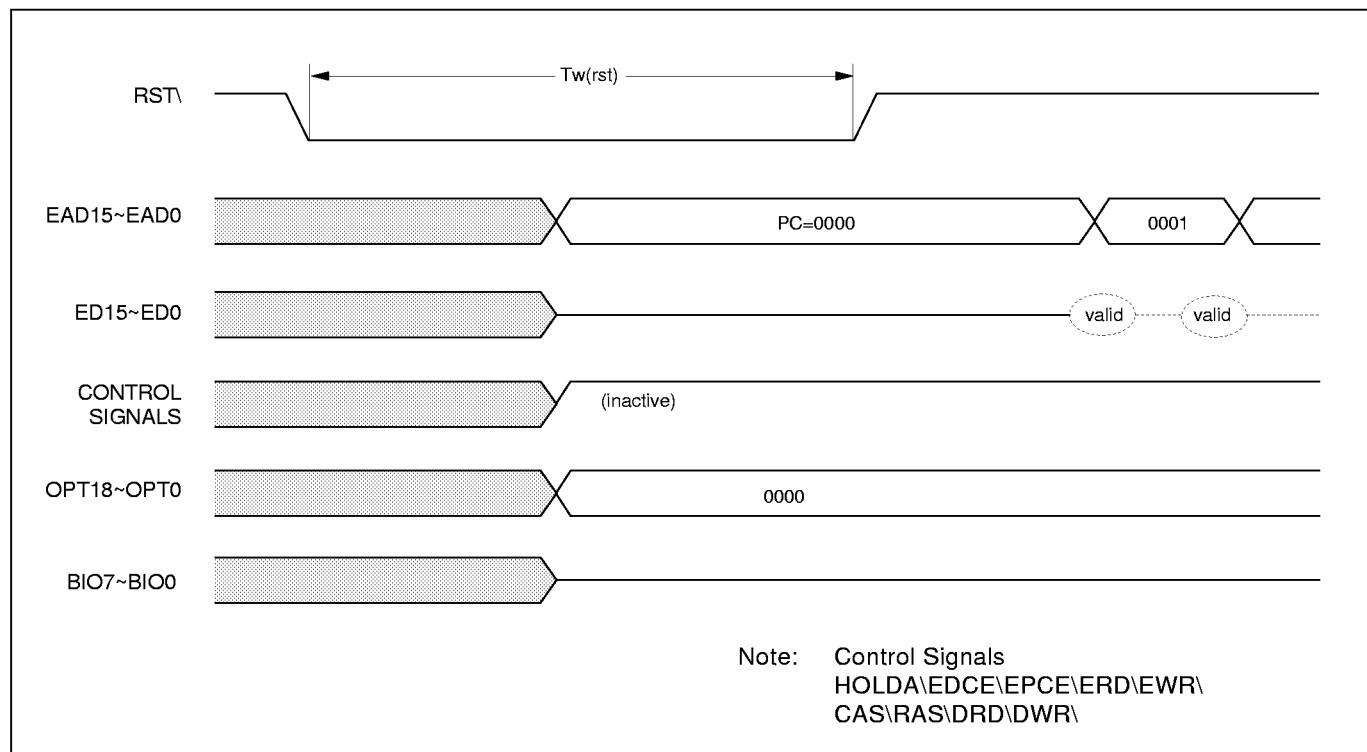 Tw(rst)
RST\
EAD15~EAD0
PC=0000
0001
ED15~ED0
valid
valid
CONTROL
SIGNALS
(inactive)
OPT18~OPT0
0000
BIO7~BIO0
Note: Control Signals
HOLDA\EDCE\EPCE\ERD\EWR\
CAS\RAS\DRD\DWR\